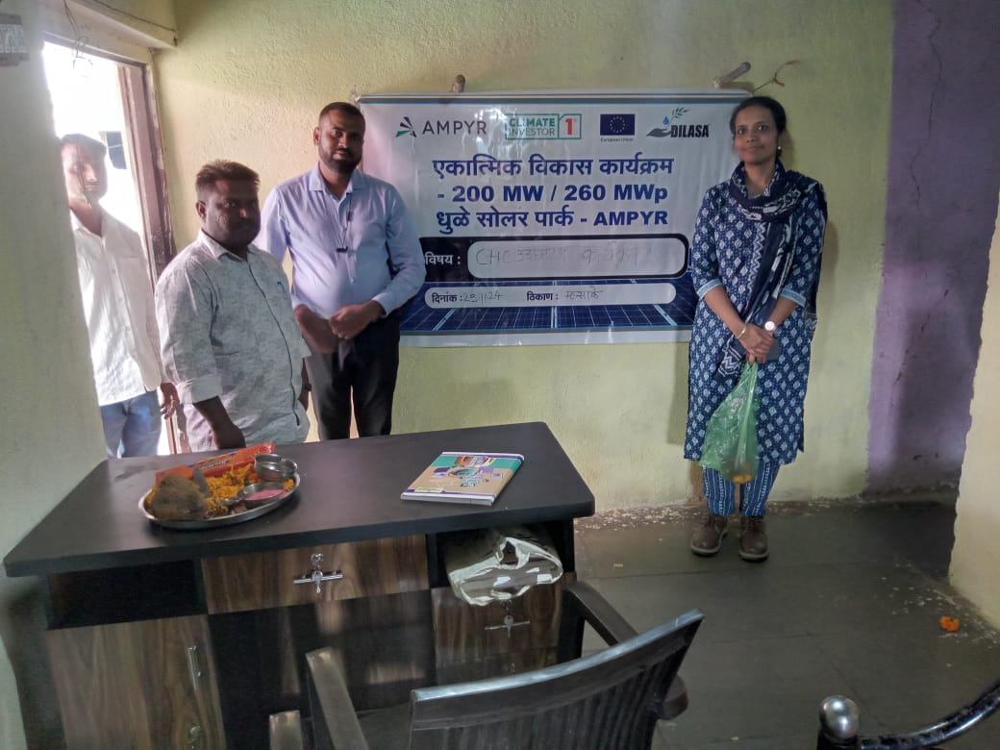 AMPYR
CLIMATE INVESTOR 1
European Union
DILASA
एकात्मिक विकास कार्यक्रम
- 200 MW / 260 MWp
धुळे सोलर पार्क - AMPYR
विषय : CHC
दिनांक : ठिकाण :